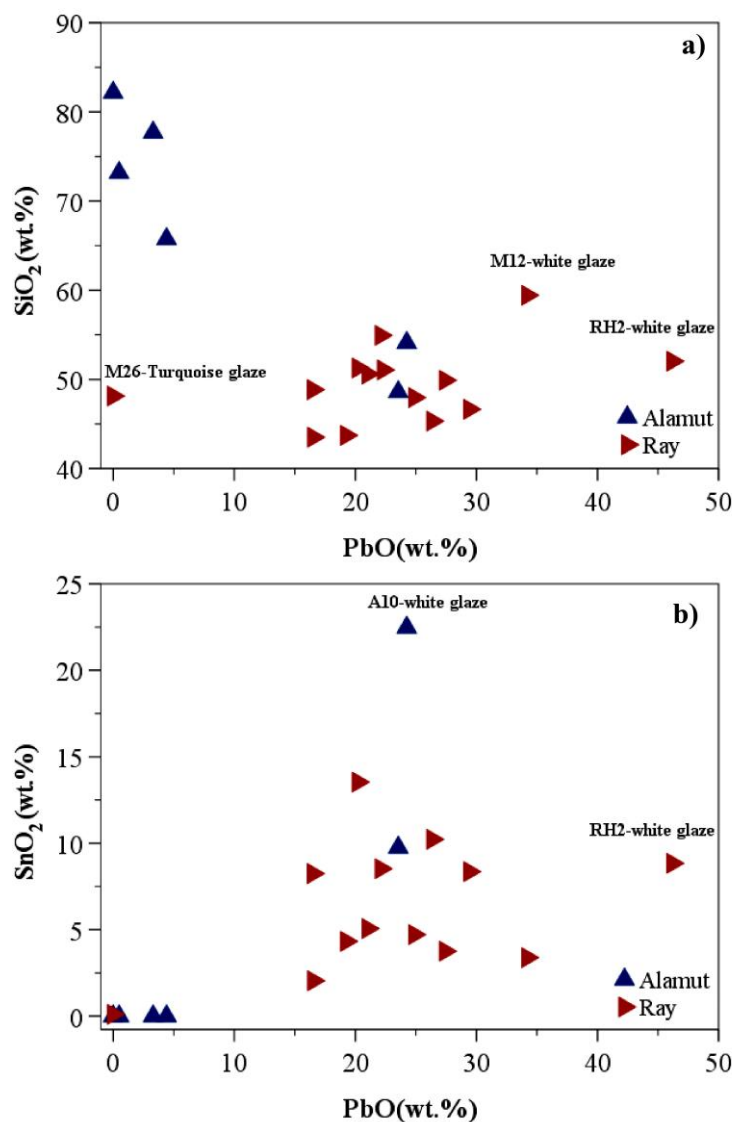 a)
90
80
70
60
50
40
SiO2(wt.%)
M12-white glaze
RH2-white glaze
M26-Turquoise glaze
Alamut
Ray
0 10 20 30 40 50
PbO(wt.%)
b)
25
20
15
10
5
0
SnO2(wt.%)
A10-white glaze
RH2-white glaze
Alamut
Ray
0 10 20 30 40 50
PbO(wt.%)